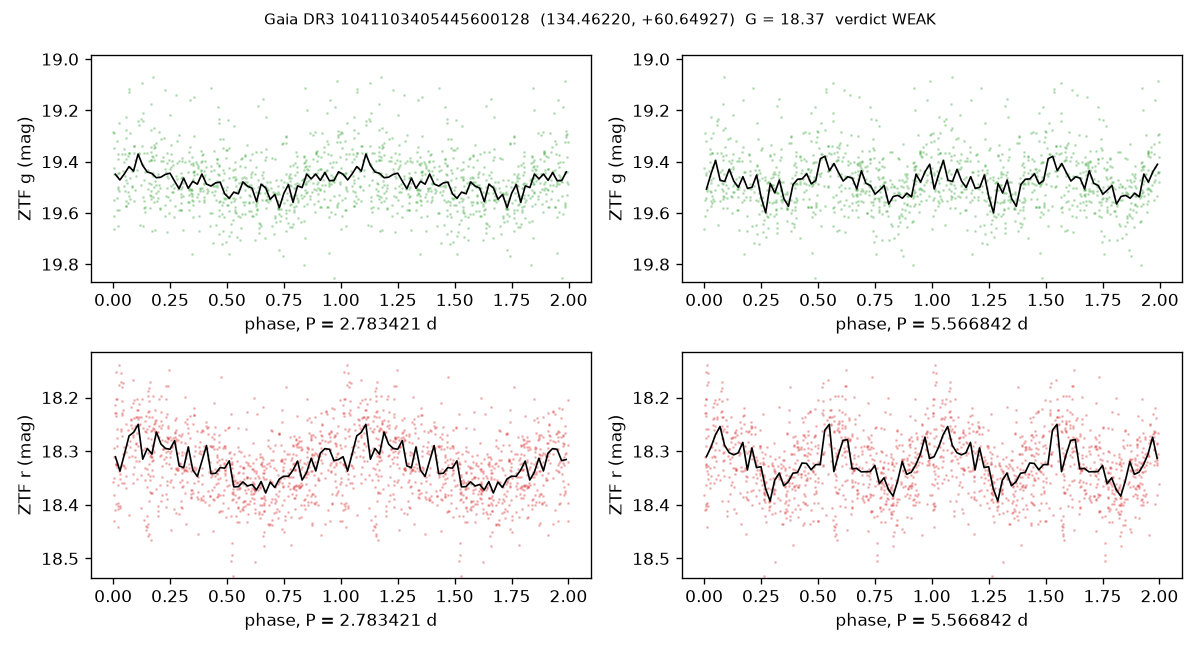 Gaia DR3 1041103405445600128 (134.46220, +60.64927) G = 18.37 verdict WEAK
ZTF g (mag)
19.0
19.2
19.4
19.6
19.8
0.00 0.25 0.50 0.75 1.00 1.25 1.50 1.75 2.00
phase, P = 2.783421 d
19.0
19.2
19.4
19.6
19.8
ZTF g (mag)
0.00 0.25 0.50 0.75 1.00 1.25 1.50 1.75 2.00
phase, P = 5.566842 d
ZTF r (mag)
18.2
18.3
18.4
18.5
0.00 0.25 0.50 0.75 1.00 1.25 1.50 1.75 2.00
phase, P = 2.783421 d
ZTF r (mag)
18.2
18.3
18.4
18.5
0.00 0.25 0.50 0.75 1.00 1.25 1.50 1.75 2.00
phase, P = 5.566842 d